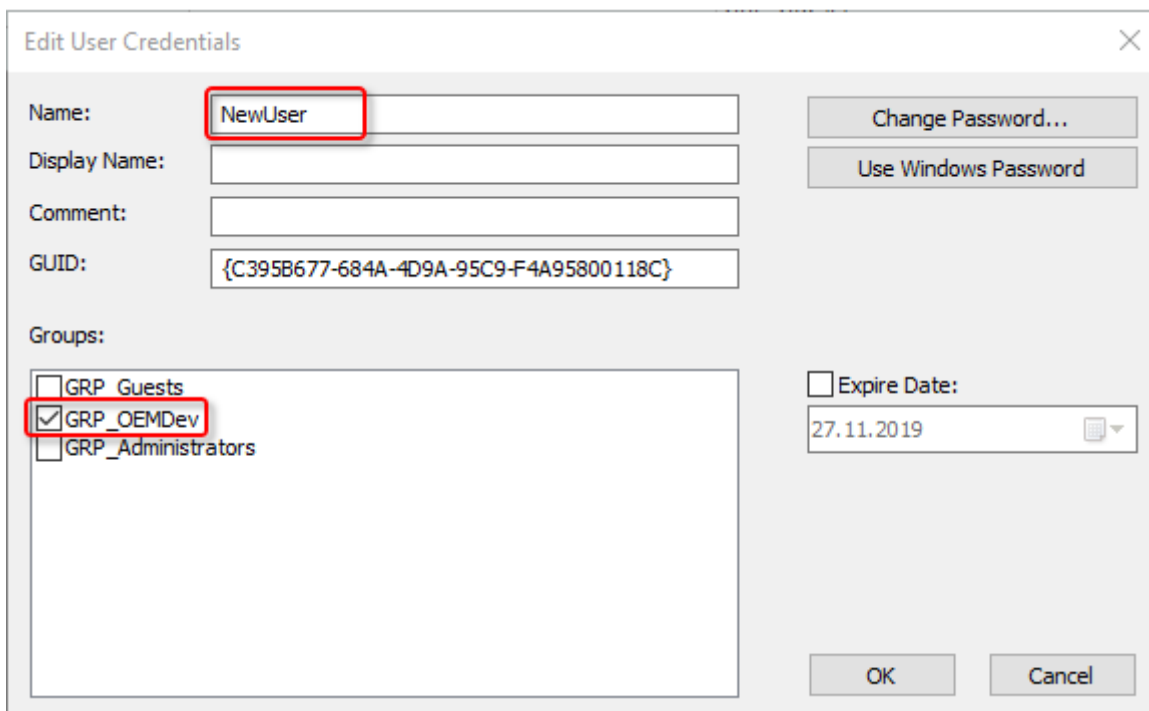 Edit User Credentials
Name:
NewUser
Change Password...
Display Name:
Use Windows Password
Comment:
GUID:
{C395B677-684A-4D9A-95C9-F4A95800118C}
Groups:
GRP_Guests
GRP_OEMDev
GRP_Administrators
Expire Date:
27.11.2019
OK
Cancel